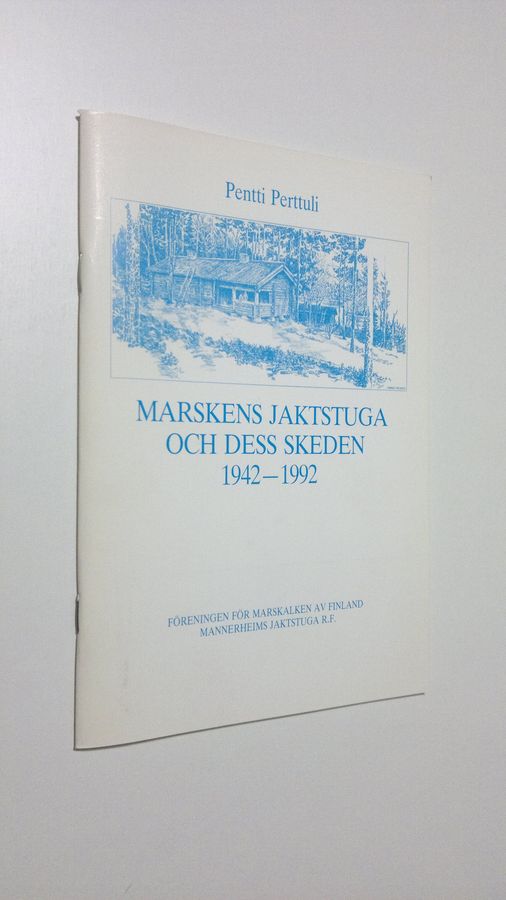 Pentti Perttuli
MARSKENS JAKTSTUGA
OCH DESS SKEDEN
1942—1992
FÖRENINGEN FÖR MARSKALKEN AV FINLAND
MANNERHEIMS JAKTSTUGA R.F.